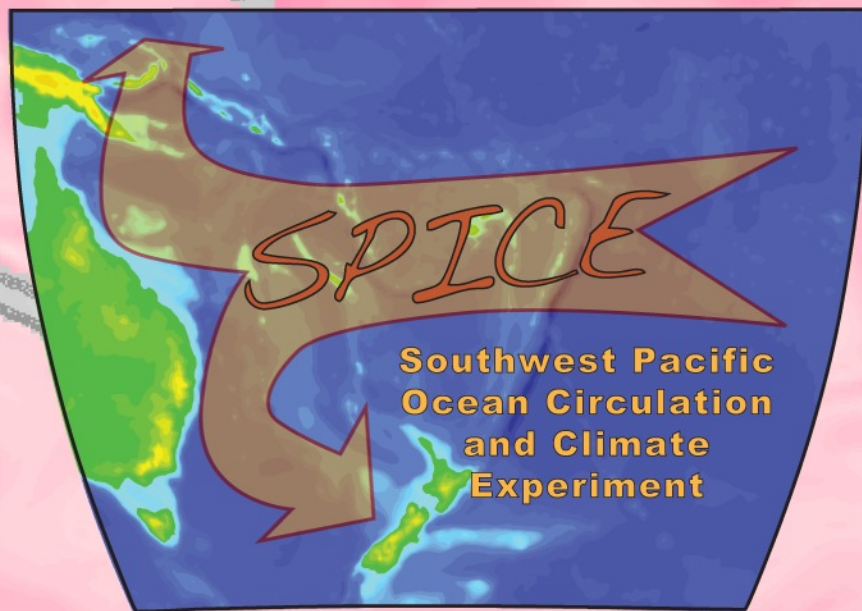 SPICE
Southwest Pacific
Ocean Circulation
and Climate
Experiment